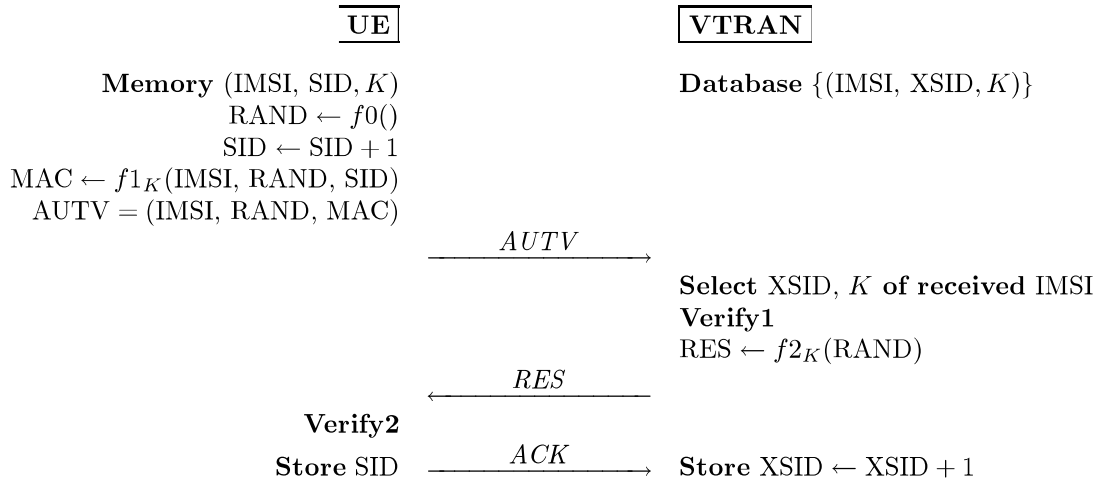 UE VTRAN
Memory (IMSI, SID, K) Database {(IMSI, XSID, K)}
RAND ← f0()
SID ← SID + 1
MAC ← f1_K(IMSI, RAND, SID)
AUTV = (IMSI, RAND, MAC)
AUTV
Select XSID, K of received IMSI
Verify1
RES ← f2_K(RAND)
RES
Verify2
Store SID ACK Store XSID ← XSID + 1